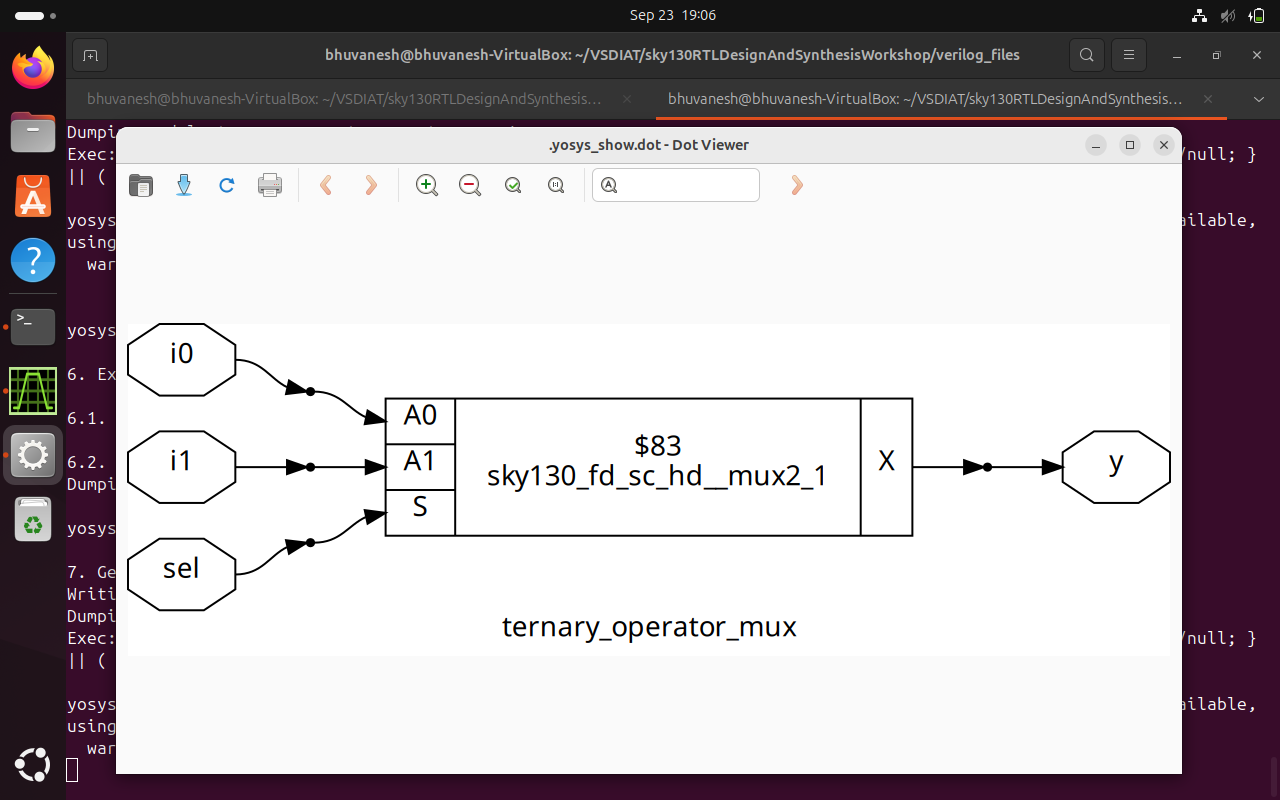 Sep 23 19:06
bhuvanesh@bhuvanesh-VirtualBox: ~/VSDIAT/sky130RTLDesignAndSynthesisWorkshop/verilog_files
bhuvanesh@bhuvanesh-VirtualBox: ~/VSDIAT/sky130RTLDesignAndSynthesis...
bhuvanesh@bhuvanesh-VirtualBox: ~/VSDIAT/sky130RTLDesignAndSynthesis...
Dumpi
Exec: /null; }
|| (
yosys ailable,
using
war
yosys
6. Ex
6.1.
6.2.
Dumpi
yosys
7. Ge
Writi
Dumpi
Exec: /null; }
|| (
yosys ailable,
using
war
.yosys_show.dot - Dot Viewer
i0
i1
sel
A0
A1
S
$83
sky130_fd_sc_hd__mux2_1
X
y
ternary_operator_mux